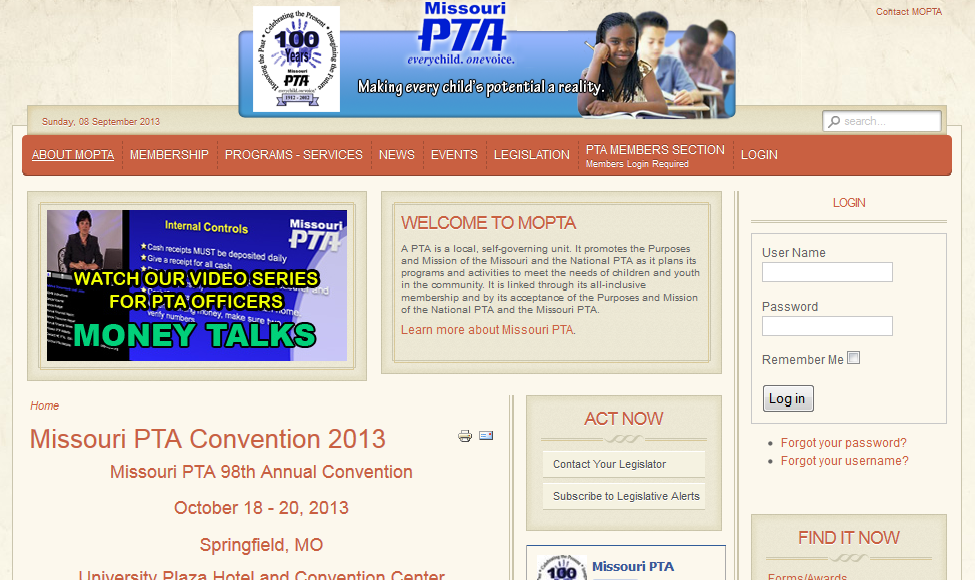 Contact MOPTA
Celebrating the Present
Honoring the Past
Imagining the Future
100
Years
Missouri
PTA
everychild. onevoice.
1912 - 2012
Missouri
PTA
everychild. onevoice.
Making every child's potential a reality.
Sunday, 08 September 2013
search...
ABOUT MOPTA
MEMBERSHIP
PROGRAMS - SERVICES
NEWS
EVENTS
LEGISLATION
PTA MEMBERS SECTION
Members Login Required
LOGIN
Internal Controls
Missouri
PTA
Cash receipts MUST be deposited daily
Give a receipt for all cash
WATCH OUR VIDEO SERIES
FOR PTA OFFICERS
MONEY TALKS
verify numbers
WELCOME TO MOPTA
A PTA is a local, self-governing unit. It promotes the Purposes
and Mission of the Missouri and the National PTA as it plans its
programs and activities to meet the needs of children and youth
in the community. It is linked through its all-inclusive
membership and by its acceptance of the Purposes and Mission
of the National PTA and the Missouri PTA.
Learn more about Missouri PTA.
LOGIN
User Name
Password
Remember Me
Log in
Forgot your password?
Forgot your username?
Home
Missouri PTA Convention 2013
Missouri PTA 98th Annual Convention
October 18 - 20, 2013
Springfield, MO
University Plaza Hotel and Convention Center
ACT NOW
Contact Your Legislator
Subscribe to Legislative Alerts
100
Missouri PTA
FIND IT NOW
Forms/Awards